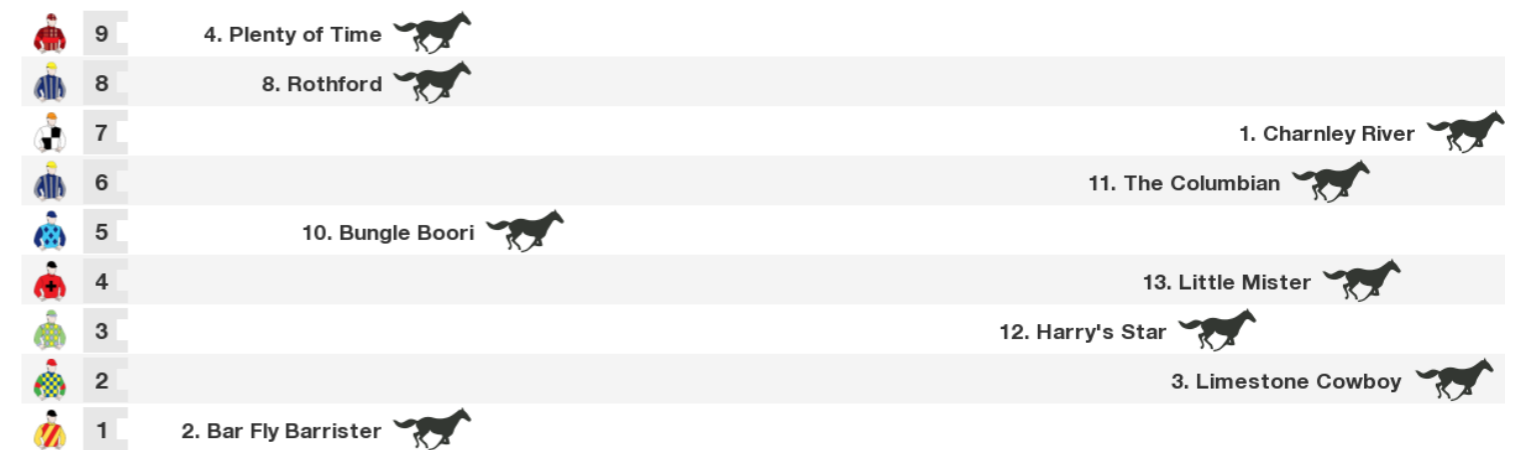 9 4. Plenty of Time
8 8. Rothford
7 1. Charnley River
6 11. The Columbian
5 10. Bungle Boori
4 13. Little Mister
3 12. Harry's Star
2 3. Limestone Cowboy
1 2. Bar Fly Barrister